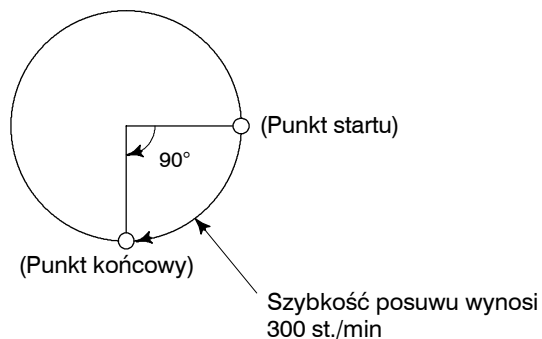 (Punkt startu)
90°
(Punkt końcowy)
Szybkość posuwu wynosi
300 st./min